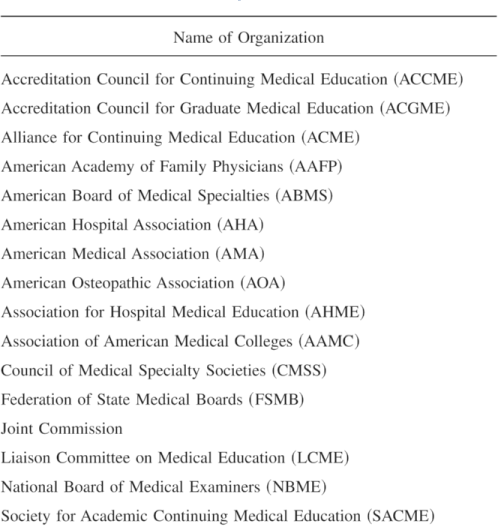 Name of Organization
Accreditation Council for Continuing Medical Education (ACCME)
Accreditation Council for Graduate Medical Education (ACGME)
Alliance for Continuing Medical Education (ACME)
American Academy of Family Physicians (AAFP)
American Board of Medical Specialties (ABMS)
American Hospital Association (AHA)
American Medical Association (AMA)
American Osteopathic Association (AOA)
Association for Hospital Medical Education (AHME)
Association of American Medical Colleges (AAMC)
Council of Medical Specialty Societies (CMSS)
Federation of State Medical Boards (FSMB)
Joint Commission
Liaison Committee on Medical Education (LCME)
National Board of Medical Examiners (NBME)
Society for Academic Continuing Medical Education (SACME)